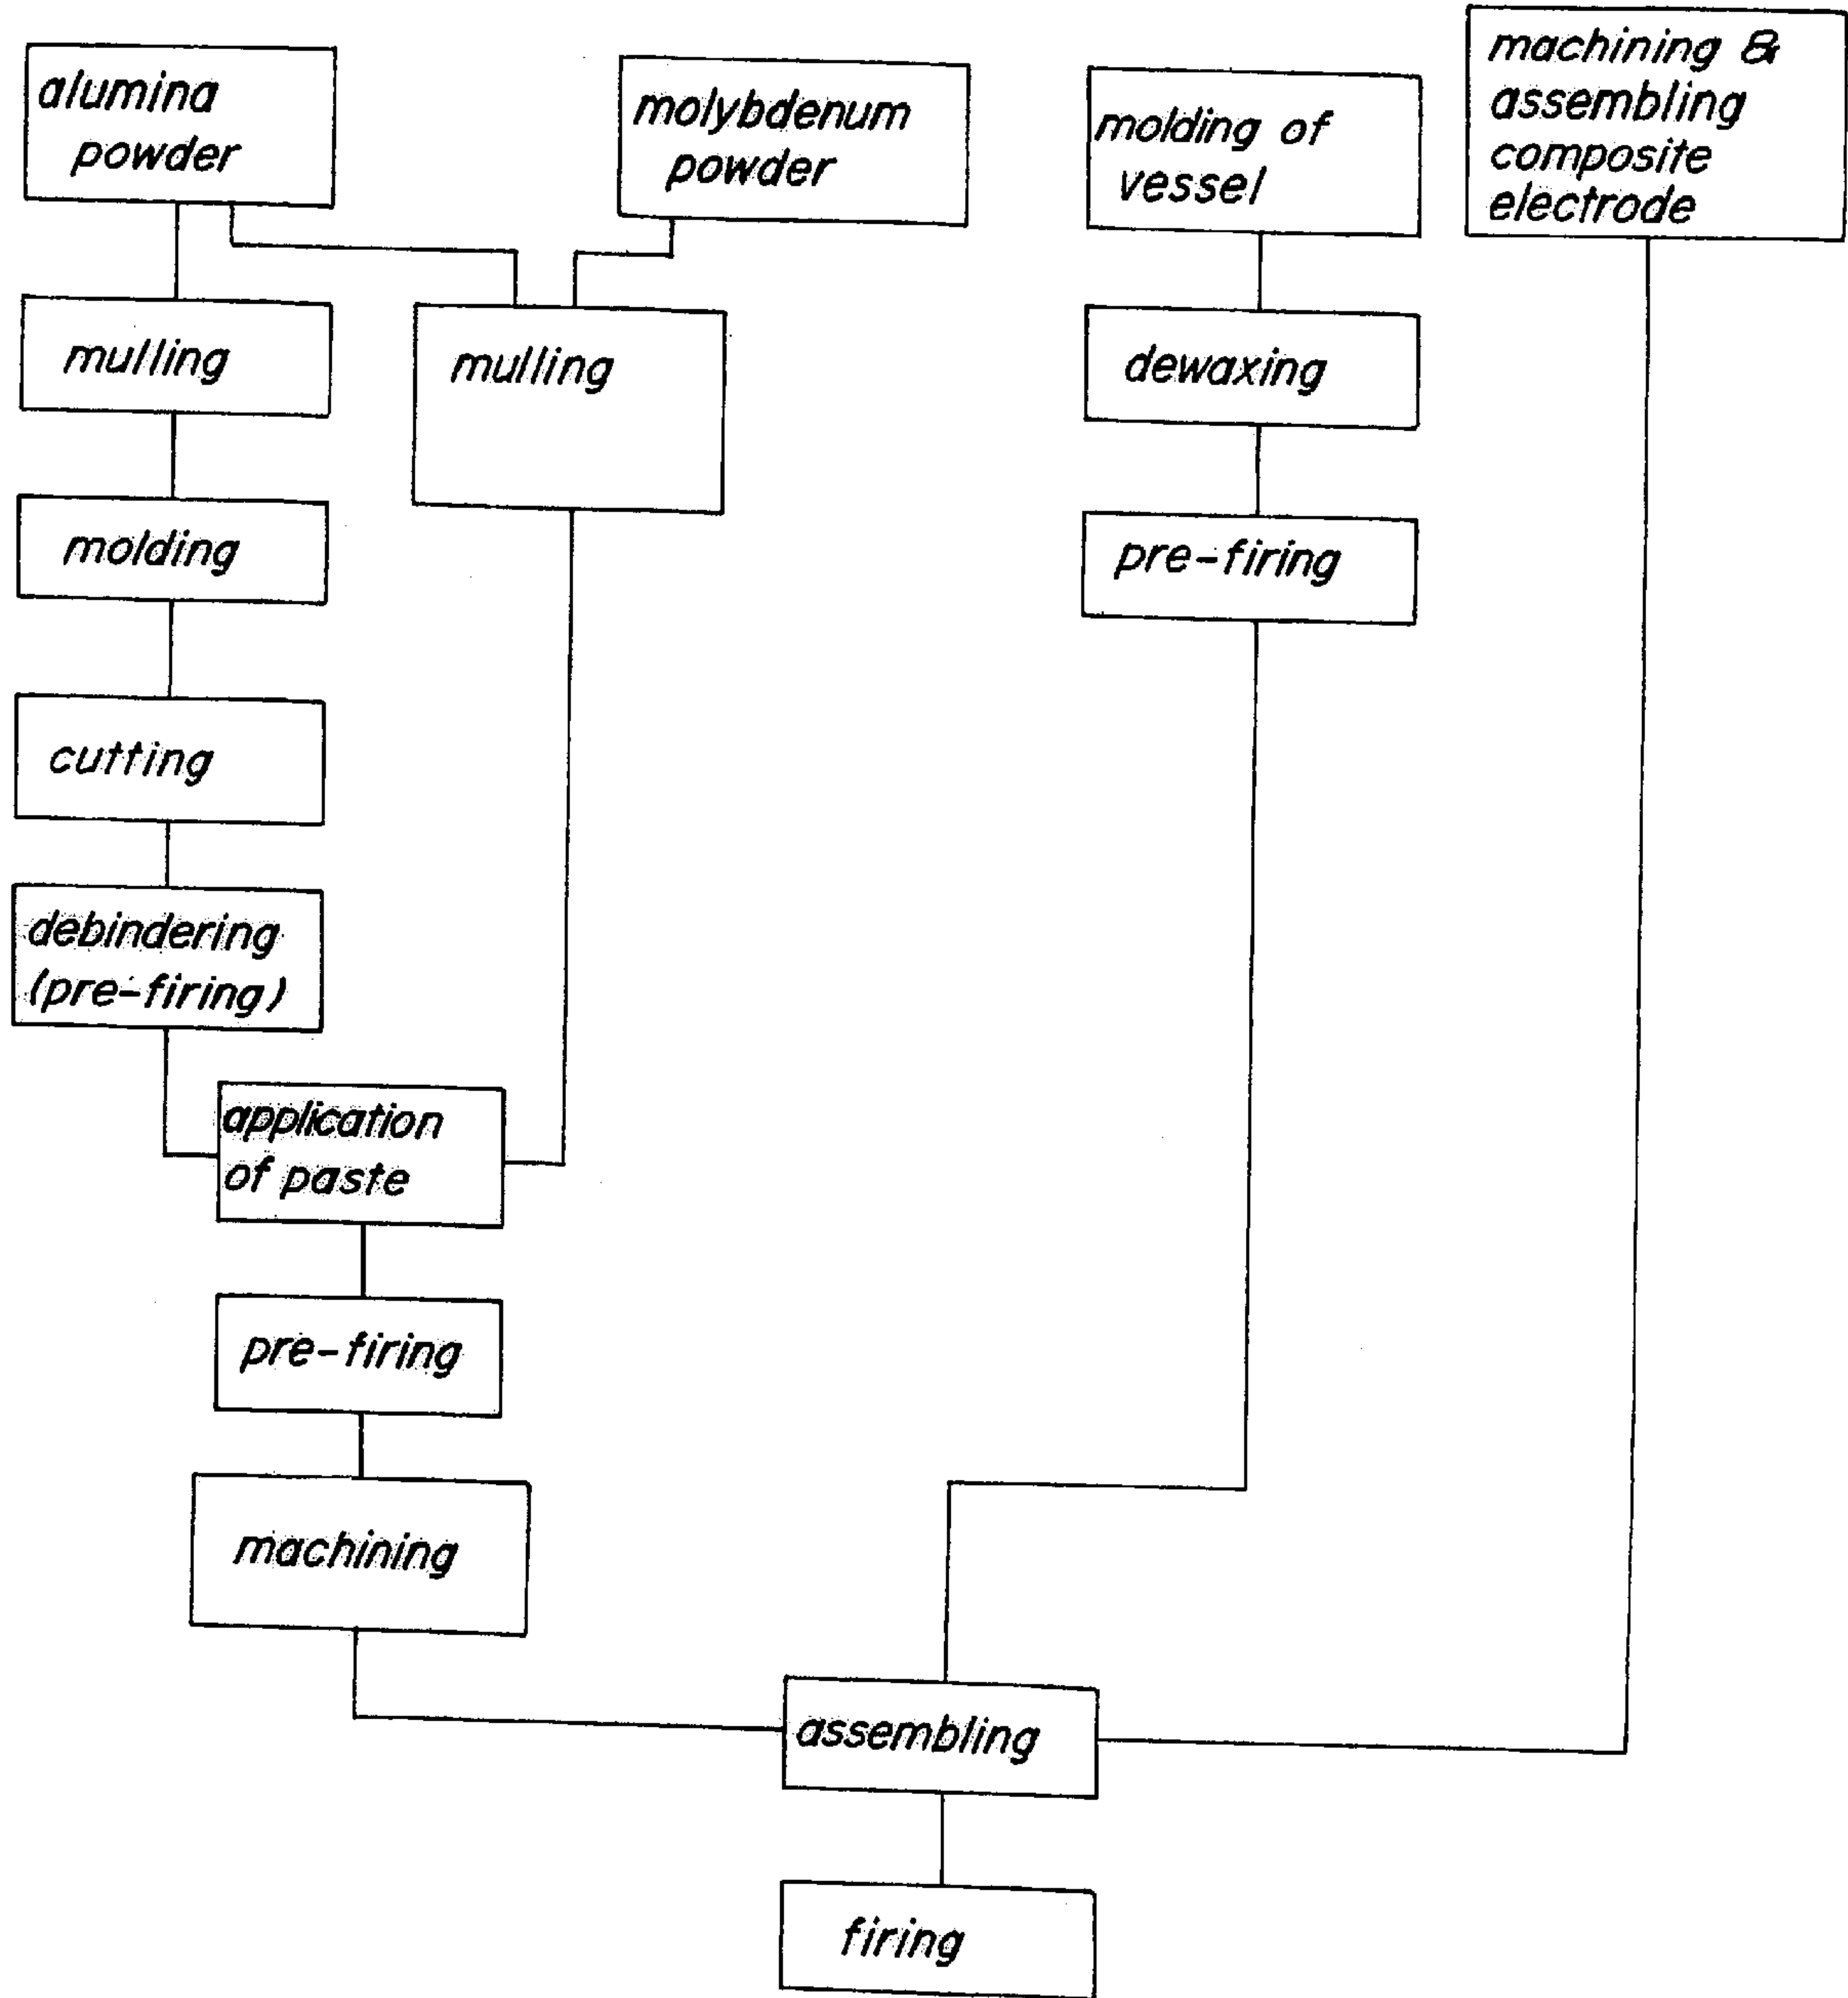 alumina
powder
molybdenum
powder
molding of
vessel
machining &
assembling
composite
electrode
mulling
mulling
dewaxing
molding
pre-firing
cutting
debindering
(pre-firing)
application
of paste
pre-firing
machining
assembling
firing